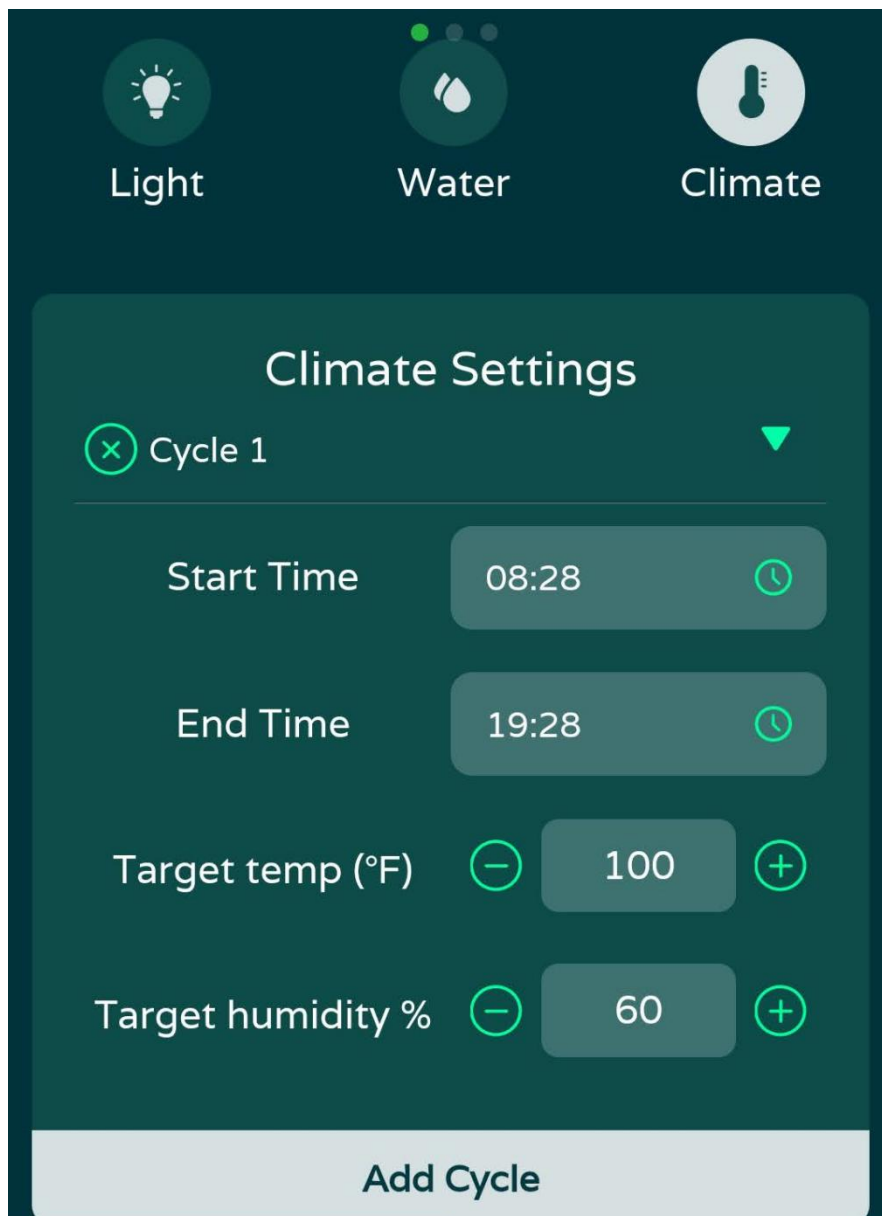 Light Water Climate
Climate Settings
Cycle 1
Start Time 08:28
End Time 19:28
Target temp (°F) 100
Target humidity % 60
Add Cycle